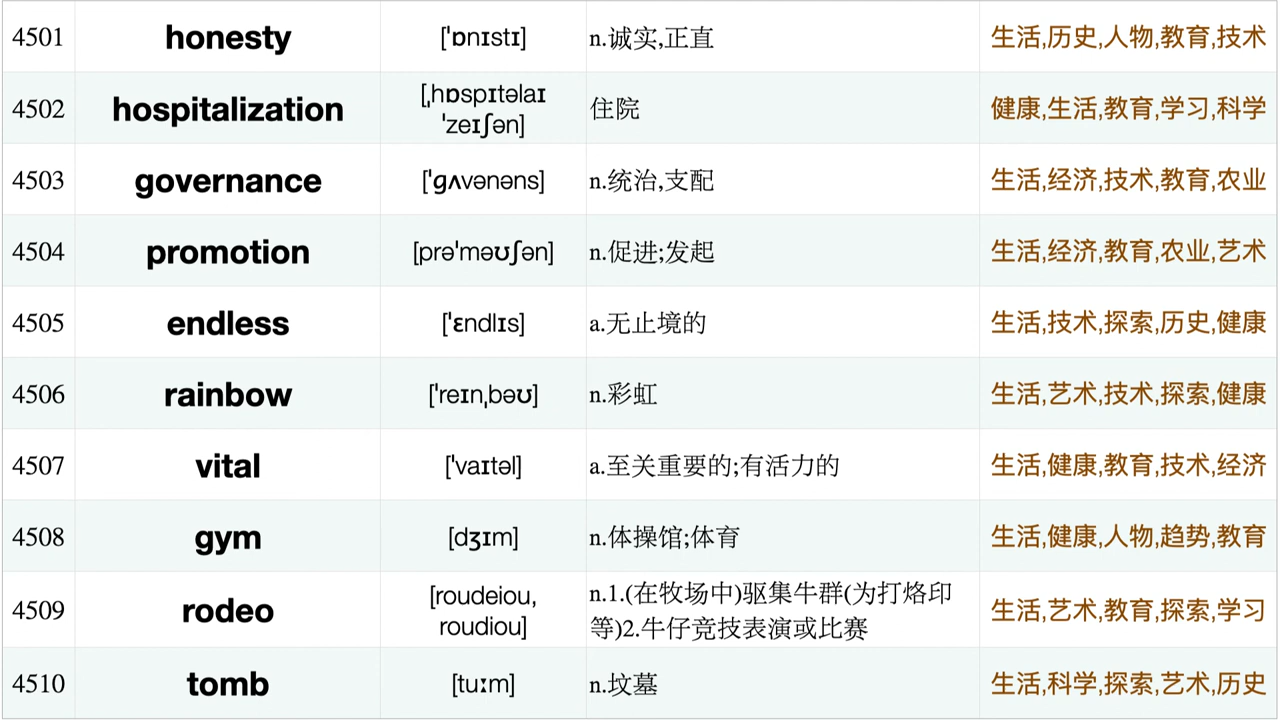 4501 honesty [ˈɒnɪstɪ] n.诚实,正直 生活,历史,人物,教育,技术
4502 hospitalization [ˌhɒspɪtəlaɪ
ˈzeɪʃən] 住院 健康,生活,教育,学习,科学
4503 governance [ˈɡʌvənəns] n.统治,支配 生活,经济,技术,教育,农业
4504 promotion [prəˈməʊʃən] n.促进;发起 生活,经济,教育,农业,艺术
4505 endless [ˈɛndlɪs] a.无止境的 生活,技术,探索,历史,健康
4506 rainbow [ˈreɪnˌbəʊ] n.彩虹 生活,艺术,技术,探索,健康
4507 vital [ˈvaɪtəl] a.至关重要的;有活力的 生活,健康,教育,技术,经济
4508 gym [dʒɪm] n.体操馆;体育 生活,健康,人物,趋势,教育
4509 rodeo [roudeiou,
roudiou] n.1.(在牧场中)驱集牛群(为打烙印
等)2.牛仔竞技表演或比赛 生活,艺术,教育,探索,学习
4510 tomb [tuːm] n.坟墓 生活,科学,探索,艺术,历史